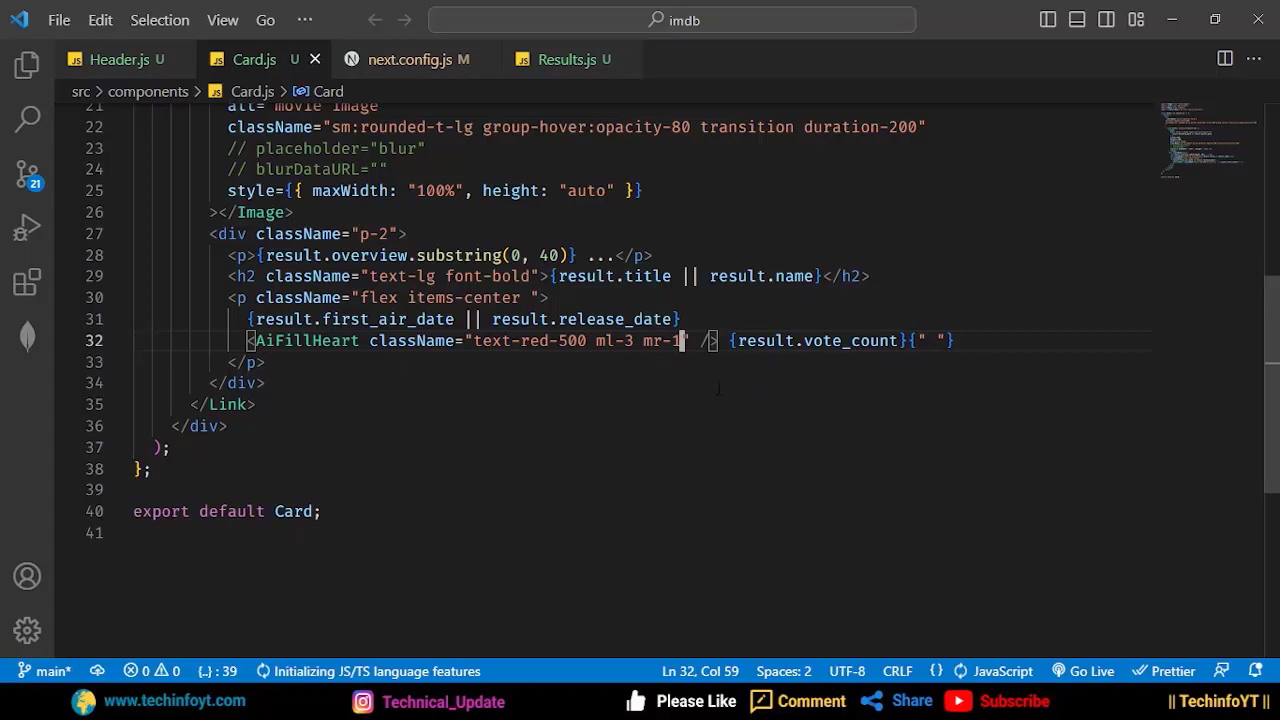 File Edit Selection View Go ··· imdb
Header.js U Card.js U next.config.js M Results.js U
src > components > Card.js > Card
21 alt="movie image"
22 className="sm:rounded-t-lg group-hover:opacity-80 transition duration-200"
23 // placeholder="blur"
24 // blurDataURL=""
25 style={{ maxWidth: "100%", height: "auto" }}
26 ></Image>
27 <div className="p-2">
28 <p>{result.overview.substring(0, 40)} ...</p>
29 <h2 className="text-lg font-bold">{result.title || result.name}</h2>
30 <p className="flex items-center ">
31 {result.first_air_date || result.release_date}
32 <AiFillHeart className="text-red-500 ml-3 mr-1" /> {result.vote_count}{" "}
33 </p>
34 </div>
35 </Link>
36 </div>
37 );
38 };
39
40 export default Card;
41
21
main* 0 0 {..} : 39 Initializing JS/TS language features Ln 32, Col 59 Spaces: 2 UTF-8 CRLF {} JavaScript Go Live Prettier
www.techinfoyt.com Technical_Update Please Like Comment Share Subscribe || TechinfoYT ||